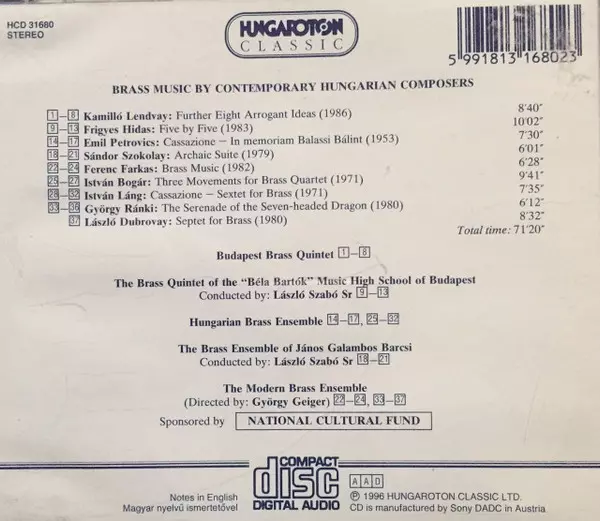 HCD 31680
STEREO
HUNGAROTON
CLASSIC
5 991813 168023
BRASS MUSIC BY CONTEMPORARY HUNGARIAN COMPOSERS
1–8 Kamilló Lendvay: Further Eight Arrogant Ideas (1986) 8'40"
9–13 Frigyes Hidas: Five by Five (1983) 10'02"
14–17 Emil Petrovics: Cassazione – In memoriam Balassi Bálint (1953) 7'30"
18–21 Sándor Szokolay: Archaic Suite (1979) 6'01"
22–24 Ferenc Farkas: Brass Music (1982) 6'28"
25–27 István Bogár: Three Movements for Brass Quartet (1971) 9'41"
28–32 István Láng: Cassazione – Sextet for Brass (1971) 7'35"
33–36 György Ránki: The Serenade of the Seven-headed Dragon (1980) 6'12"
37 László Dubrovay: Septet for Brass (1980) 8'32"
Total time: 71'20"
Budapest Brass Quintet 1–8
The Brass Quintet of the "Béla Bartók" Music High School of Budapest
Conducted by: László Szabó Sr 9–13
Hungarian Brass Ensemble 14–17, 25–32
The Brass Ensemble of János Galambos Barcsi
Conducted by: László Szabó Sr 18–21
The Modern Brass Ensemble
(Directed by: György Geiger) 22–24, 33–37
Sponsored by NATIONAL CULTURAL FUND
Notes in English
Magyar nyelvű ismertetővel
COMPACT
disc
DIGITAL AUDIO
AAD
℗ 1996 HUNGAROTON CLASSIC LTD.
CD is manufactured by Sony DADC in Austria